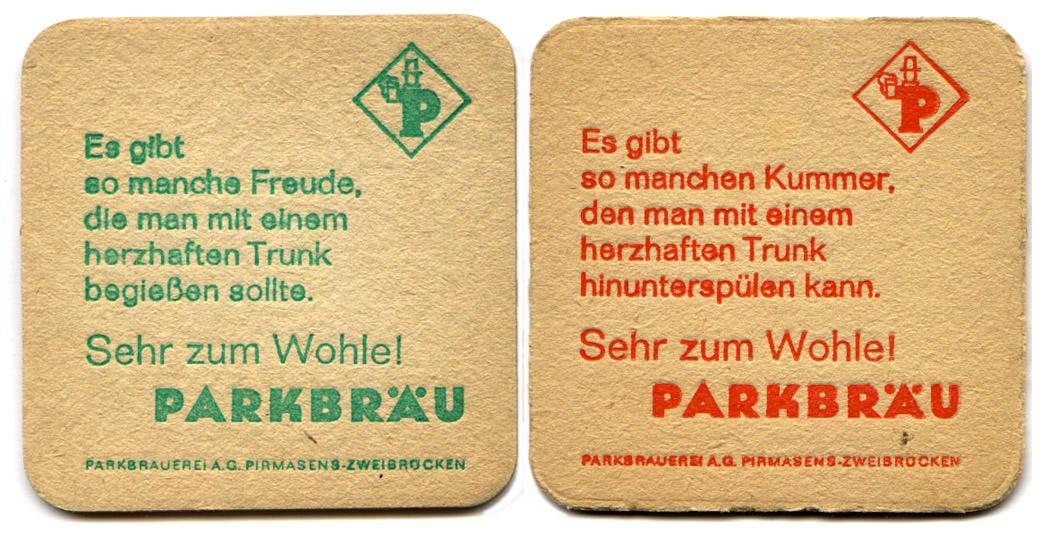 P
Es gibt
so manche Freude,
die man mit einem
herzhaften Trunk
begießen sollte.
Sehr zum Wohle!
PARKBRÄU
PARKBRAUEREI A.G. PIRMASENS-ZWEIBRÜCKEN
P
Es gibt
so manchen Kummer,
den man mit einem
herzhaften Trunk
hinunterspülen kann.
Sehr zum Wohle!
PARKBRÄU
PARKBRAUEREI A.G. PIRMASENS-ZWEIBRÜCKEN